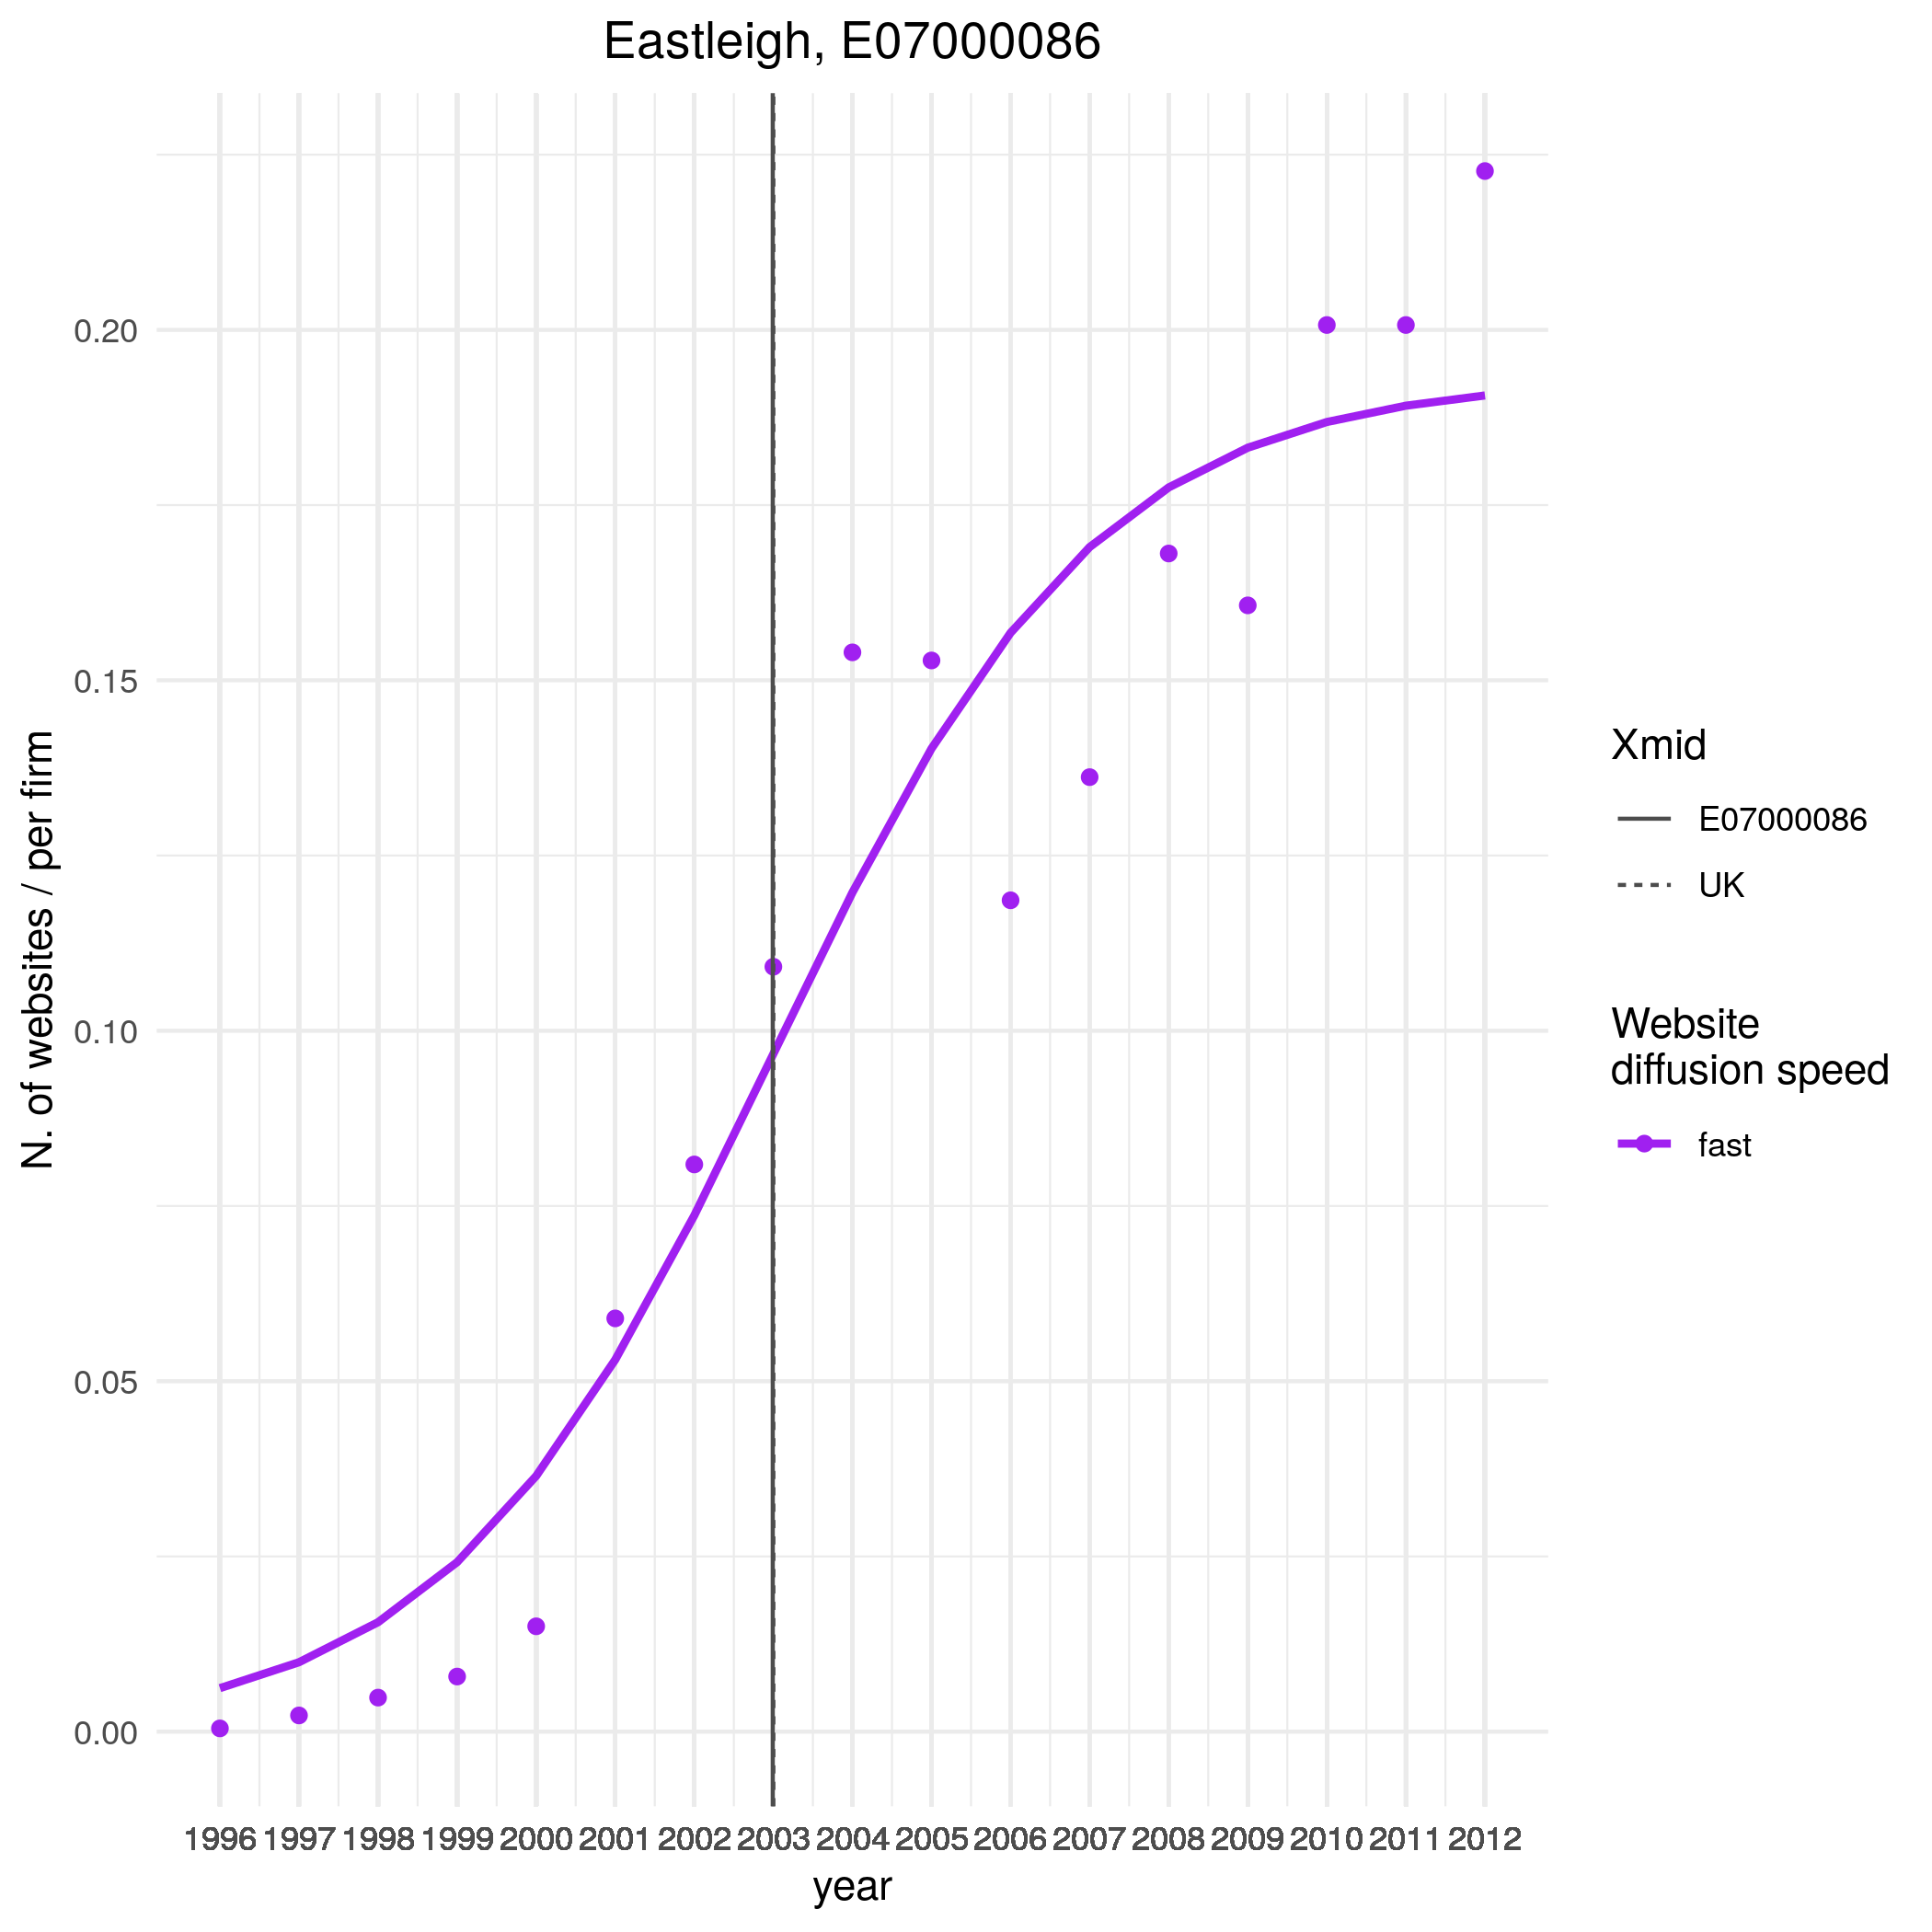 Eastleigh, E07000086
N. of websites / per firm
0.20
0.15
0.10
0.05
0.00
1996 1997 1998 1999 2000 2001 2002 2003 2004 2005 2006 2007 2008 2009 2010 2011 2012
year
Xmid
E07000086
UK
Website
diffusion speed
fast